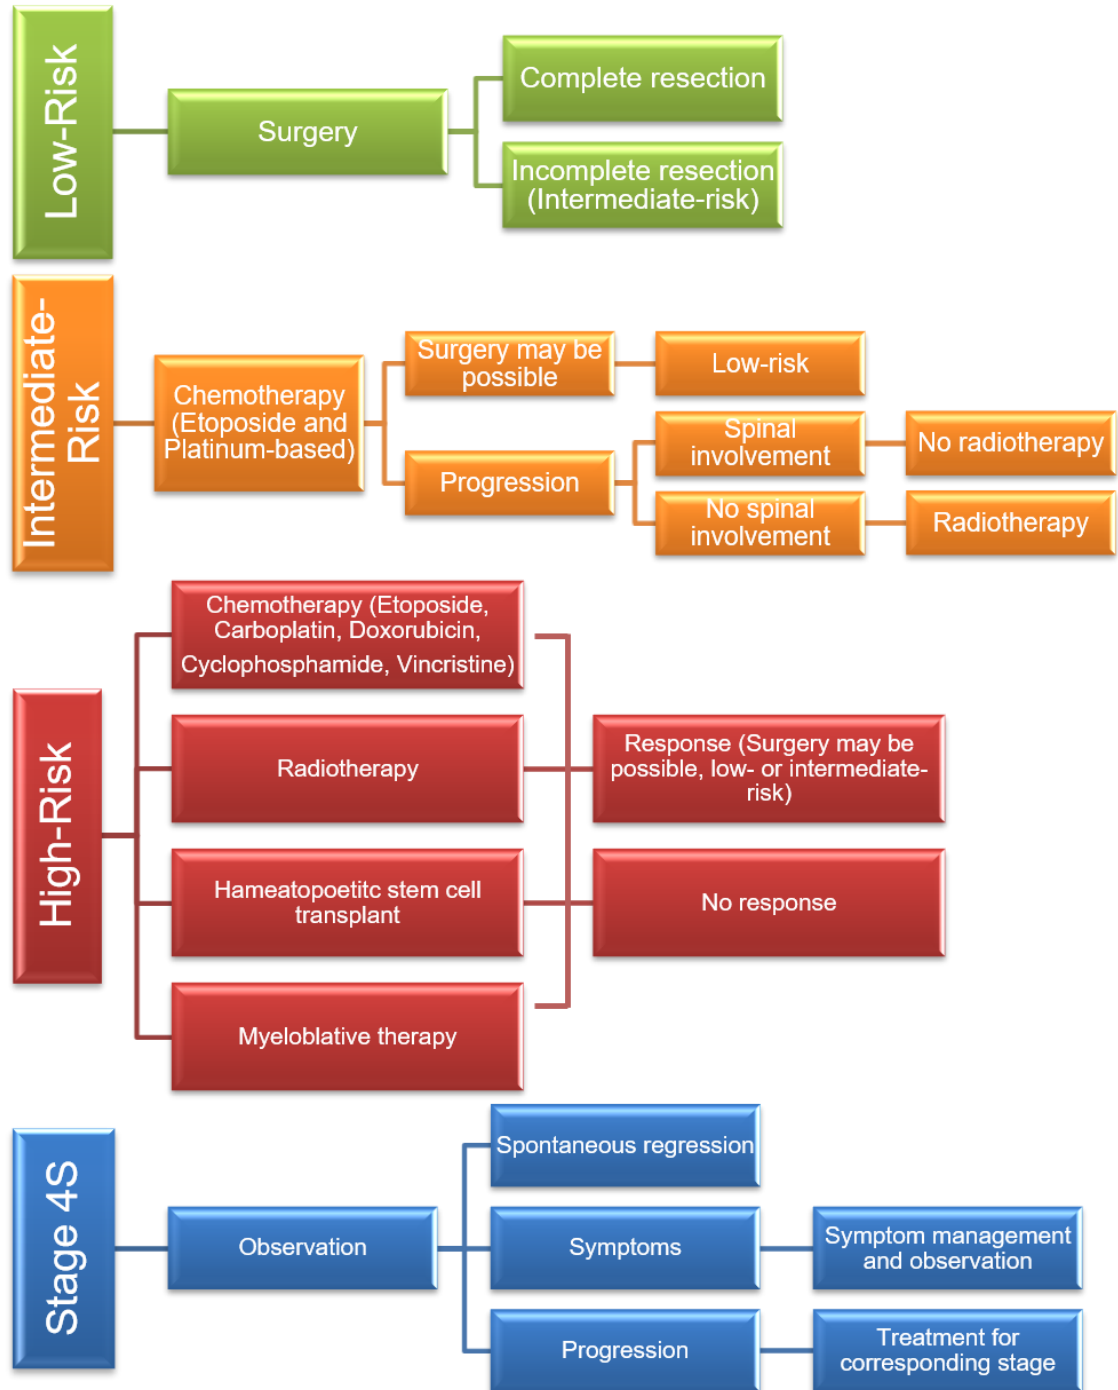 Low-Risk
Surgery
Complete resection
Incomplete resection
(Intermediate-risk)
Intermediate-
Risk
Chemotherapy
(Etoposide and
Platinum-based)
Surgery may be
possible
Low-risk
Progression
Spinal
involvement
No radiotherapy
No spinal
involvement
Radiotherapy
High-Risk
Chemotherapy (Etoposide,
Carboplatin, Doxorubicin,
Cyclophosphamide, Vincristine)
Radiotherapy
Hameatopoetitc stem cell
transplant
Myeloblative therapy
Response (Surgery may be
possible, low- or intermediate-
risk)
No response
Stage 4S
Observation
Spontaneous regression
Symptoms
Symptom management
and observation
Progression
Treatment for
corresponding stage